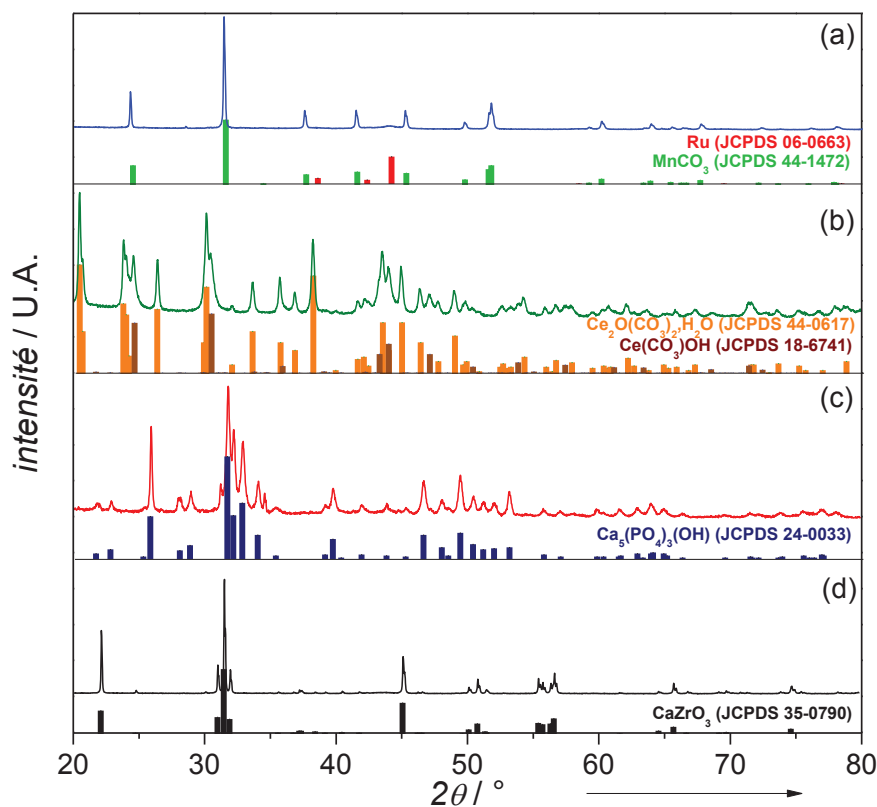 (a)
Ru (JCPDS 06-0663)
MnCO₃ (JCPDS 44-1472)
(b)
Ce₂O(CO₃)₂,H₂O (JCPDS 44-0617)
Ce(CO₃)OH (JCPDS 18-6741)
(c)
Ca₅(PO₄)₃(OH) (JCPDS 24-0033)
(d)
CaZrO₃ (JCPDS 35-0790)
intensité / U.A.
20 30 40 50 60 70 80
2θ / °